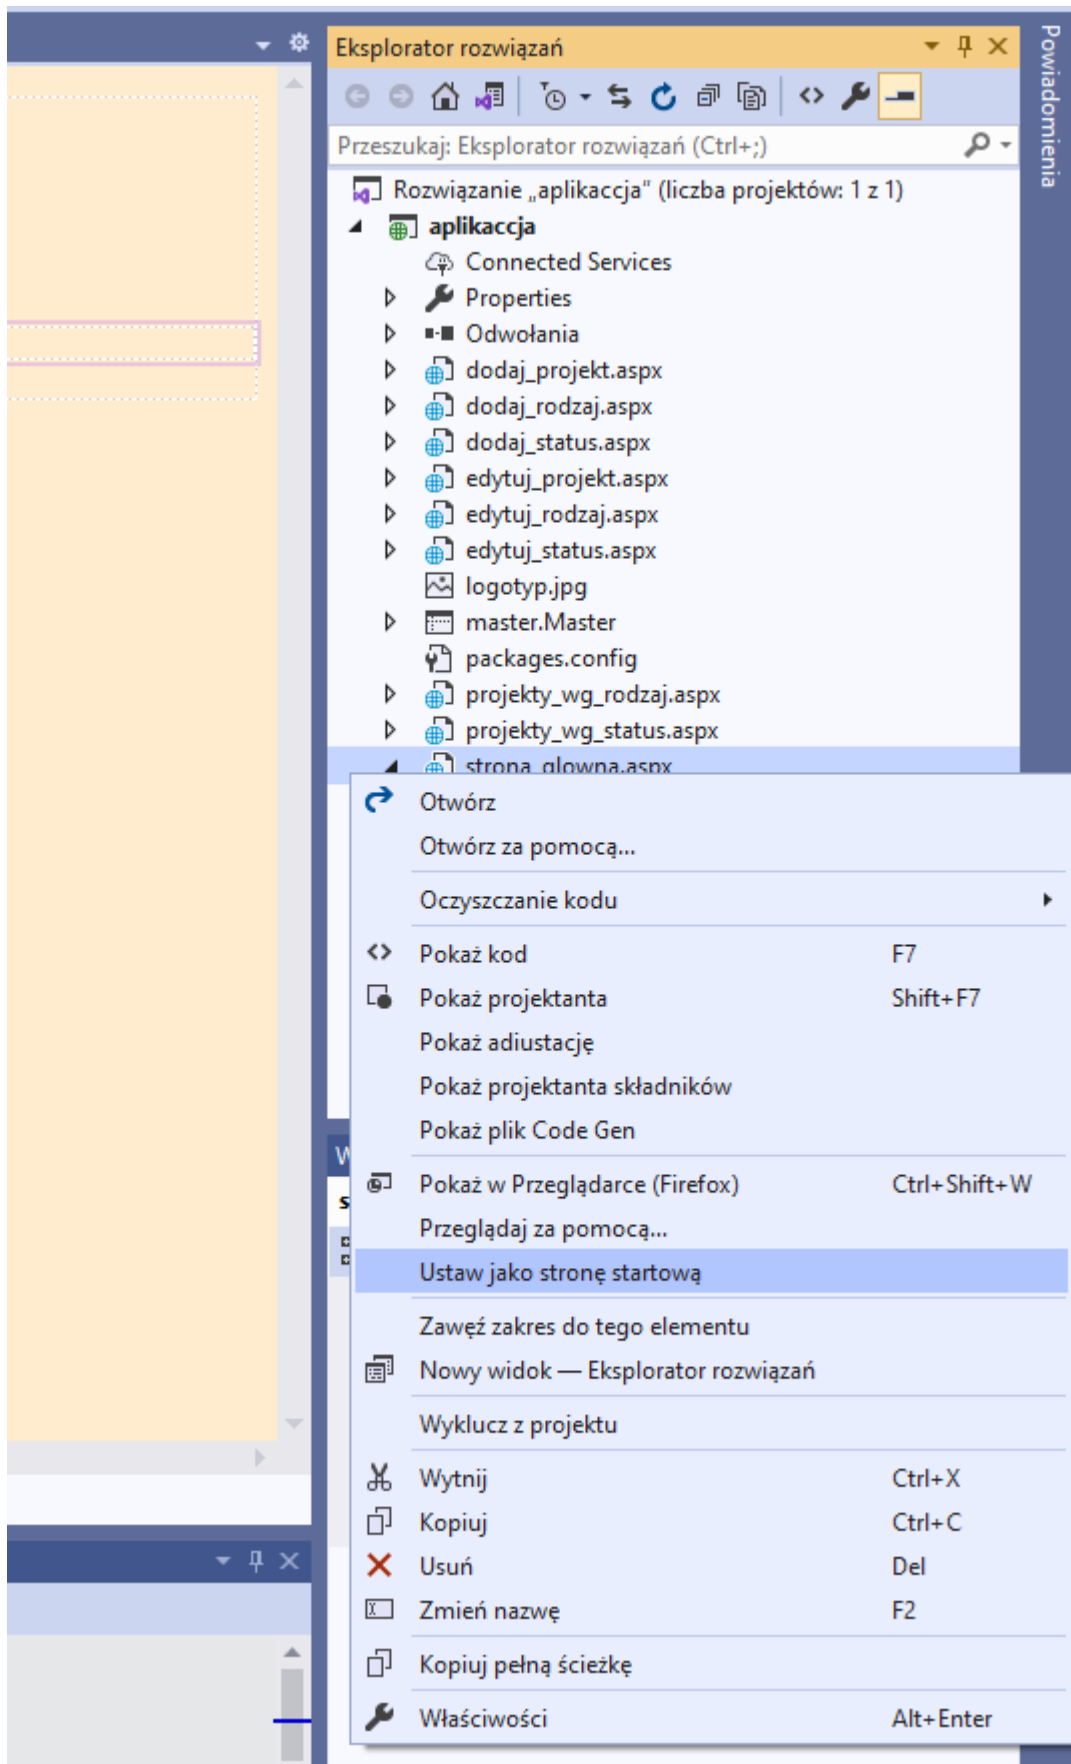 Eksplorator rozwiązań
Powiadomienia
Przeszukaj: Eksplorator rozwiązań (Ctrl+;)
Rozwiązanie „aplikaccja” (liczba projektów: 1 z 1)
aplikaccja
Connected Services
Properties
Odwołania
dodaj_projekt.aspx
dodaj_rodzaj.aspx
dodaj_status.aspx
edytuj_projekt.aspx
edytuj_rodzaj.aspx
edytuj_status.aspx
logotyp.jpg
master.Master
packages.config
projekty_wg_rodzaj.aspx
projekty_wg_status.aspx
strona_glowna.aspx
Otwórz
Otwórz za pomocą...
Oczyszczanie kodu
Pokaż kod F7
Pokaż projektanta Shift+F7
Pokaż adiustację
Pokaż projektanta składników
Pokaż plik Code Gen
Pokaż w Przeglądarce (Firefox) Ctrl+Shift+W
Przeglądaj za pomocą...
Ustaw jako stronę startową
Zawęź zakres do tego elementu
Nowy widok — Eksplorator rozwiązań
Wyklucz z projektu
Wytnij Ctrl+X
Kopiuj Ctrl+C
Usuń Del
Zmień nazwę F2
Kopiuj pełną ścieżkę
Właściwości Alt+Enter